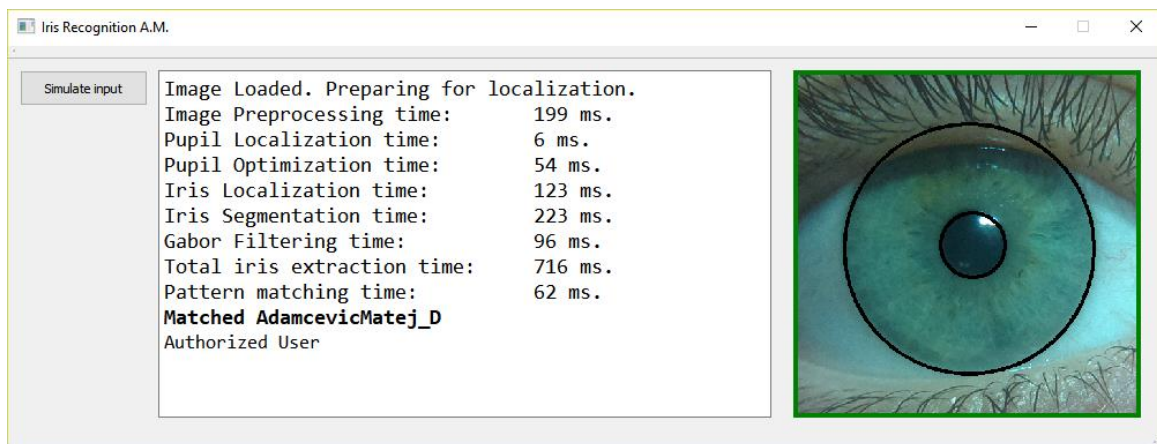 Iris Recognition A.M.
Simulate input
Image Loaded. Preparing for localization.
Image Preprocessing time: 199 ms.
Pupil Localization time: 6 ms.
Pupil Optimization time: 54 ms.
Iris Localization time: 123 ms.
Iris Segmentation time: 223 ms.
Gabor Filtering time: 96 ms.
Total iris extraction time: 716 ms.
Pattern matching time: 62 ms.
Matched AdamcevicMatej_D
Authorized User